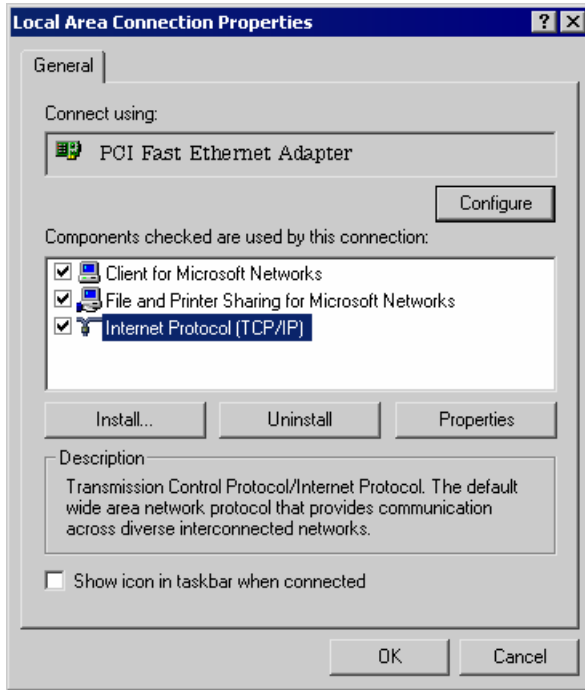 Local Area Connection Properties
General
Connect using:
PCI Fast Ethernet Adapter
Configure
Components checked are used by this connection:
Client for Microsoft Networks
File and Printer Sharing for Microsoft Networks
Internet Protocol (TCP/IP)
Install... Uninstall Properties
Description
Transmission Control Protocol/Internet Protocol. The default
wide area network protocol that provides communication
across diverse interconnected networks.
Show icon in taskbar when connected
OK Cancel